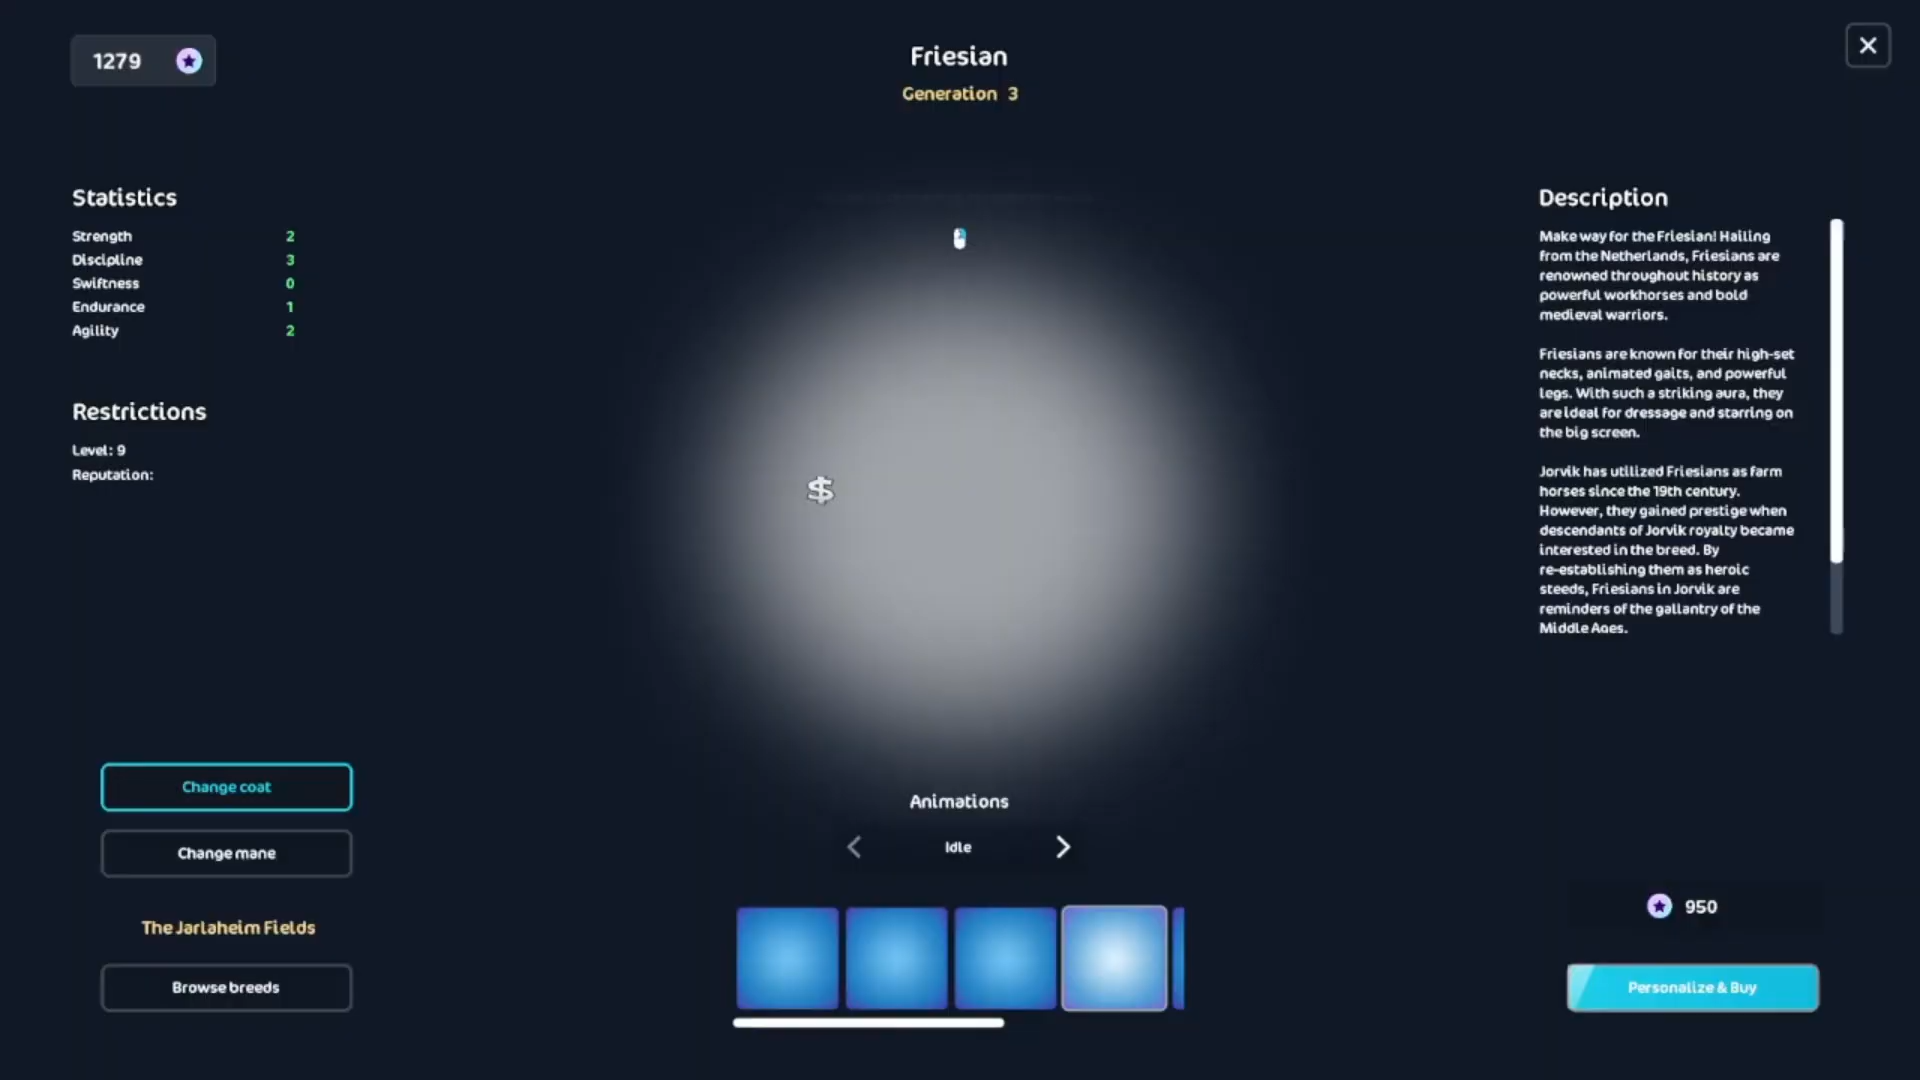 1279
Friesian
Generation 3
Statistics
Strength 2
Discipline 3
Swiftness 0
Endurance 1
Agility 2
Restrictions
Level: 9
Reputation:
Change coat
Change mane
The Jarlaheim Fields
Browse breeds
$
Animations
Idle
Description
Make way for the Friesian! Hailing
from the Netherlands, Friesians are
renowned throughout history as
powerful workhorses and bold
medieval warriors.
Friesians are known for their high-set
necks, animated gaits, and powerful
legs. With such a striking aura, they
are ideal for dressage and starring on
the big screen.
Jorvik has utilized Friesians as farm
horses since the 19th century.
However, they gained prestige when
descendants of Jorvik royalty became
interested in the breed. By
re-establishing them as heroic
steeds, Friesians in Jorvik are
reminders of the gallantry of the
Middle Ages.
950
Personalize & Buy